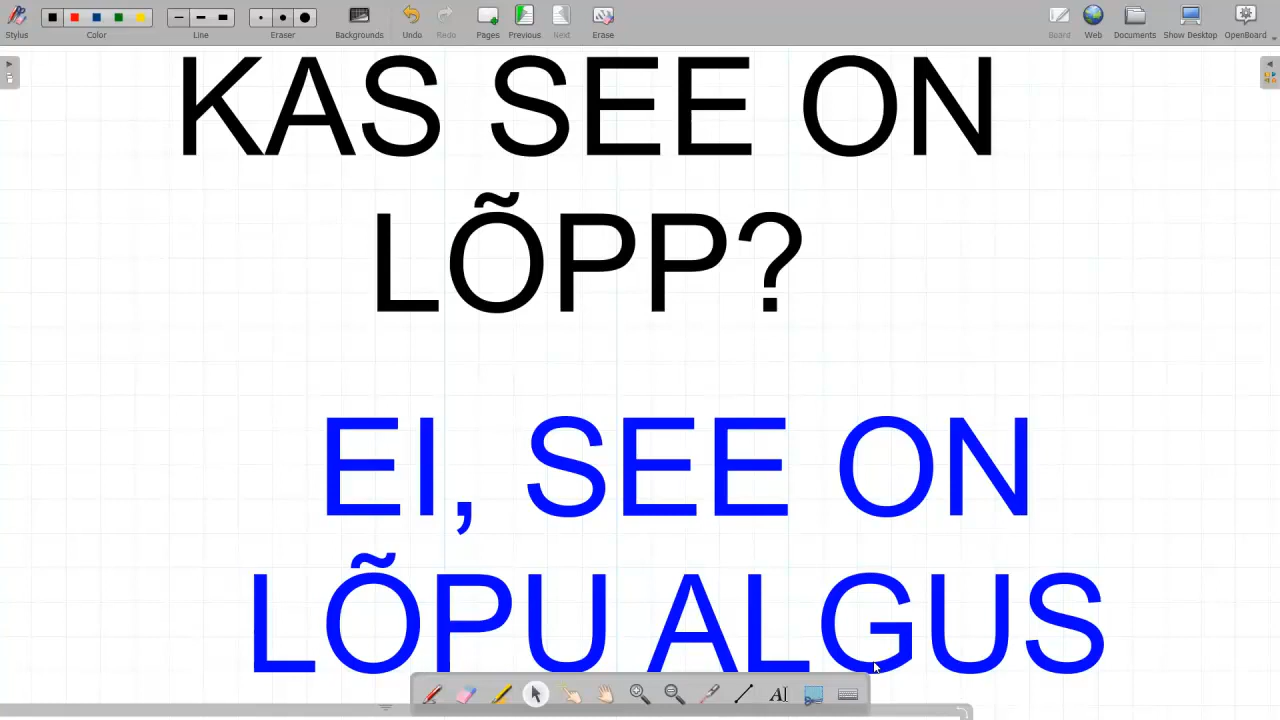 Stylus
Color
Line
Eraser
Backgrounds
Undo
Redo
Pages
Previous
Next
Erase
Board
Web
Documents
Show Desktop
OpenBoard
KAS SEE ON
LÕPP?
EI, SEE ON
LÕPU ALGUS
AI